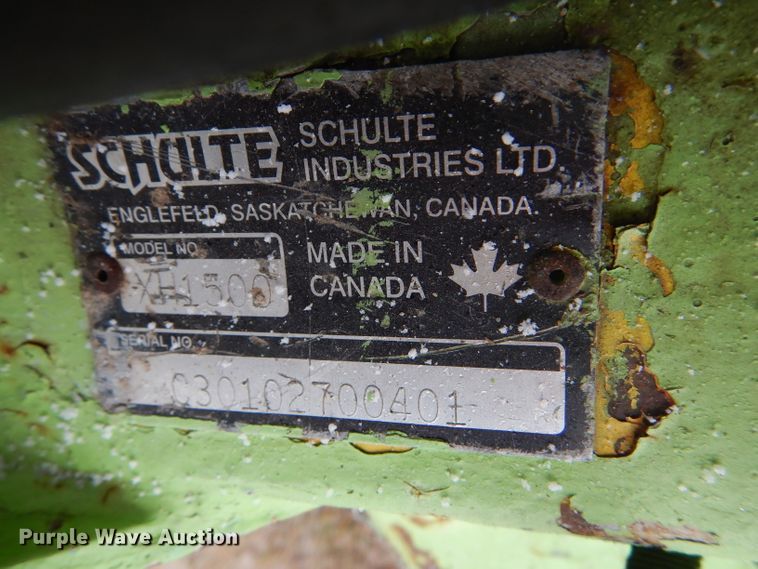 SCHULTE
SCHULTE
INDUSTRIES LTD
ENGLEFELD, SASKATCHEWAN, CANADA.
MODEL NO.
XH1500
MADE IN
CANADA
SERIAL NO.
C30102700401
Purple Wave Auction